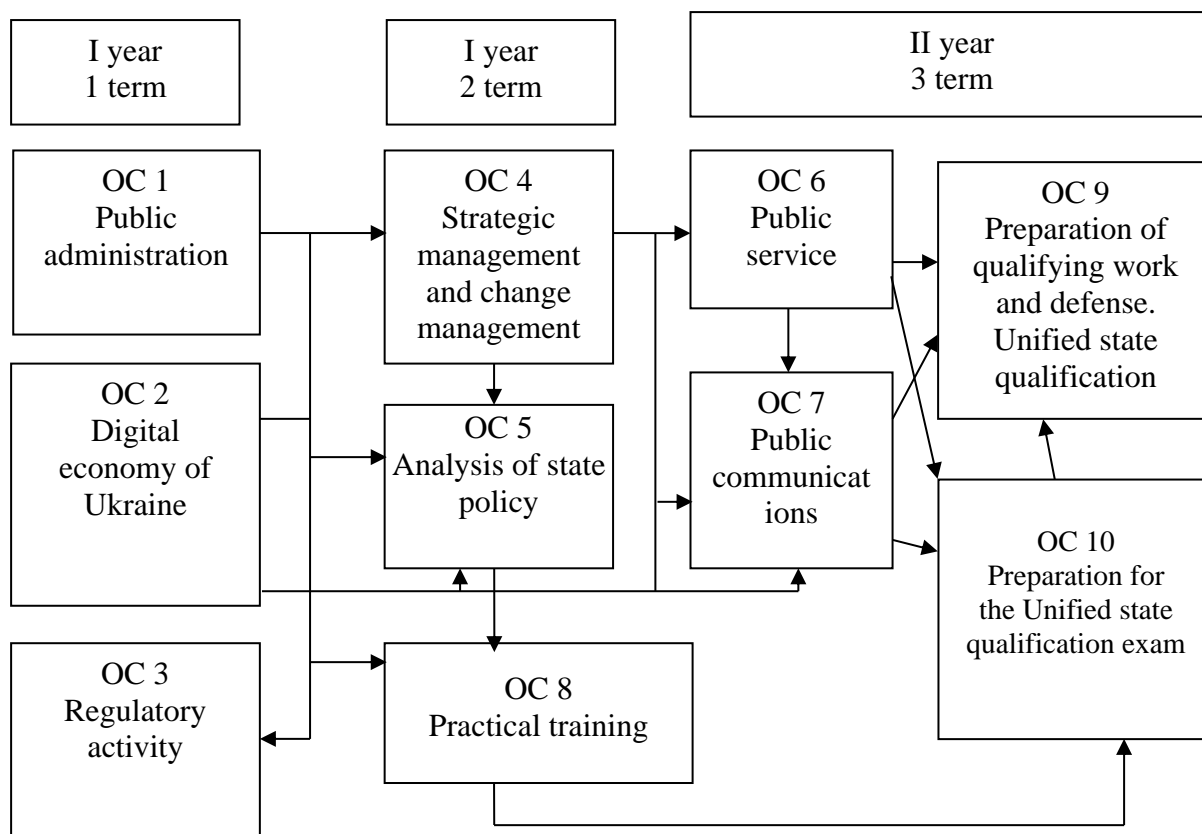 I year
1 term
I year
2 term
II year
3 term
OC 1
Public
administration
OC 4
Strategic
management
and change
management
OC 6
Public
service
OC 9
Preparation of
qualifying work
and defense.
Unified state
qualification
OC 2
Digital
economy of
Ukraine
OC 5
Analysis of state
policy
OC 7
Public
communicat
ions
OC 10
Preparation for
the Unified state
qualification exam
OC 3
Regulatory
activity
OC 8
Practical training